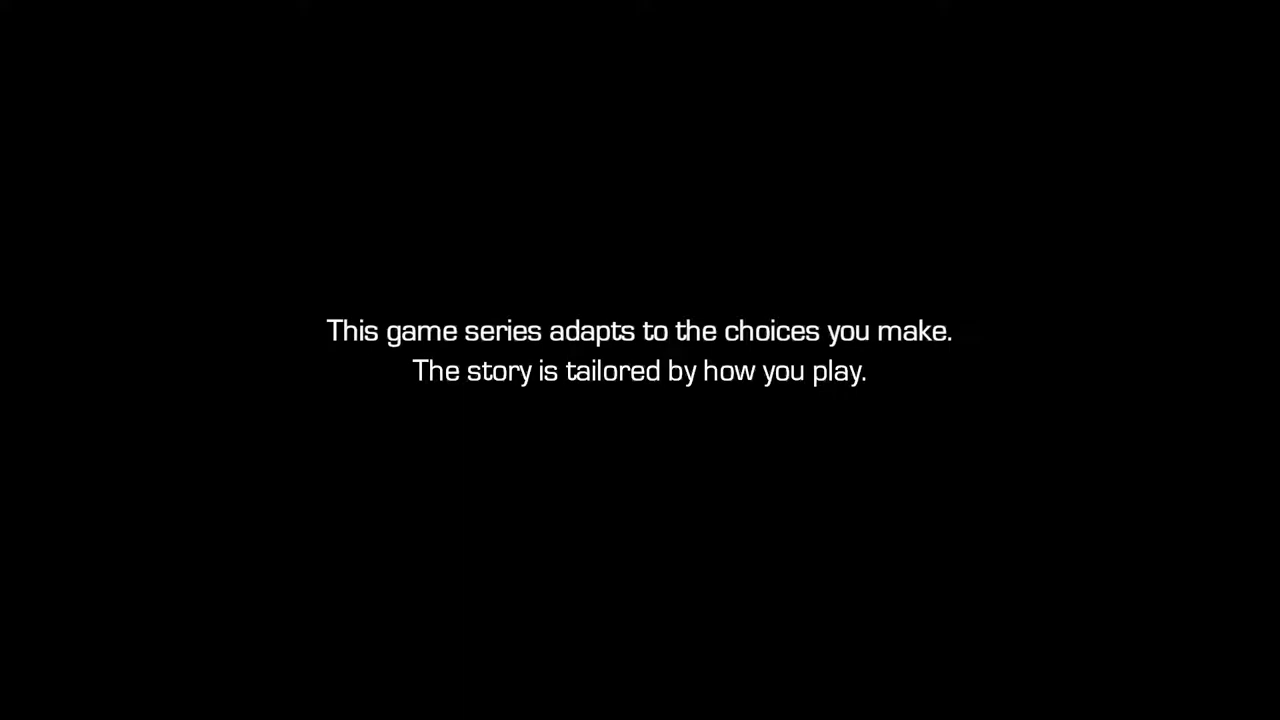 This game series adapts to the choices you make.
The story is tailored by how you play.